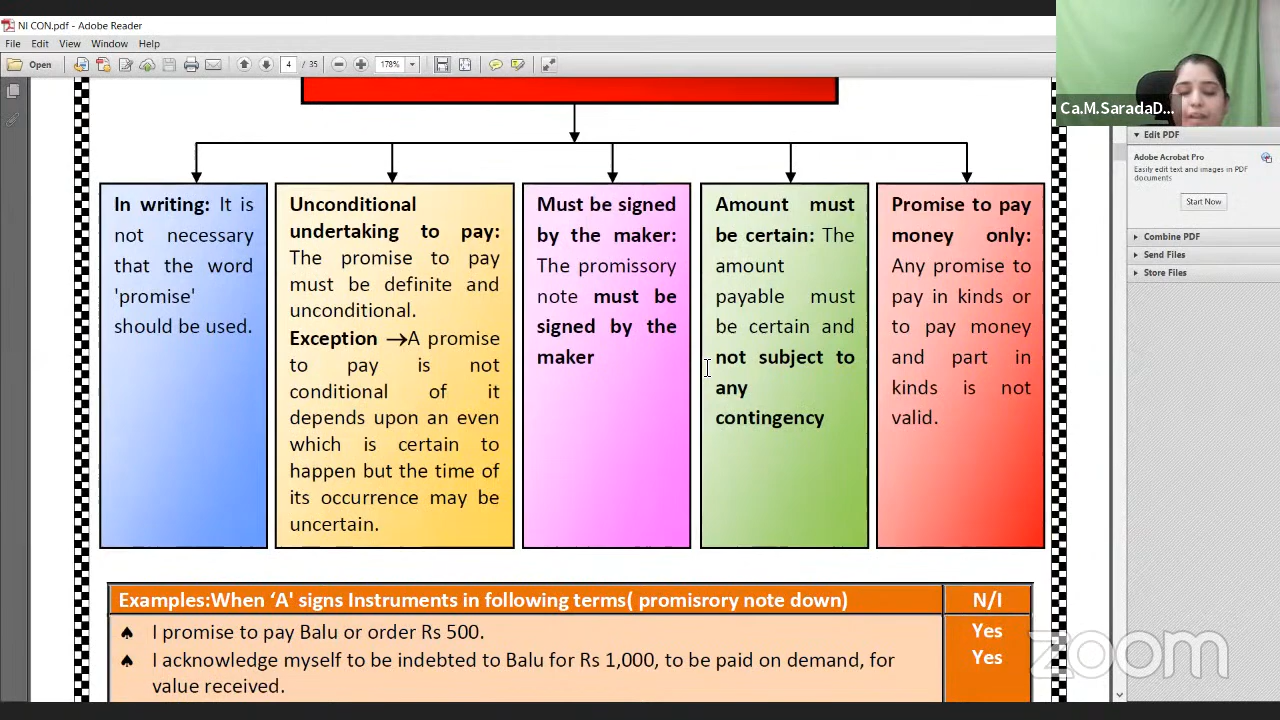 NI CON.pdf - Adobe Reader
File Edit View Window Help
Open 4 / 35 178%
Ca.M.SaradaD...
Edit PDF
Adobe Acrobat Pro
Easily edit text and images in PDF
documents
Start Now
Combine PDF
Send Files
Store Files
In writing: It is
not necessary
that the word
'promise'
should be used.
Unconditional
undertaking to pay:
The promise to pay
must be definite and
unconditional.
Exception →A promise
to pay is not
conditional of it
depends upon an even
which is certain to
happen but the time of
its occurrence may be
uncertain.
Must be signed
by the maker:
The promissory
note must be
signed by the
maker
Amount must
be certain: The
amount
payable must
be certain and
not subject to
any
contingency
Promise to pay
money only:
Any promise to
pay in kinds or
to pay money
and part in
kinds is not
valid.
Examples:When ‘A' signs Instruments in following terms( promisrory note down) N/I
♠ I promise to pay Balu or order Rs 500. Yes
♠ I acknowledge myself to be indebted to Balu for Rs 1,000, to be paid on demand, for Yes
value received.
zoom